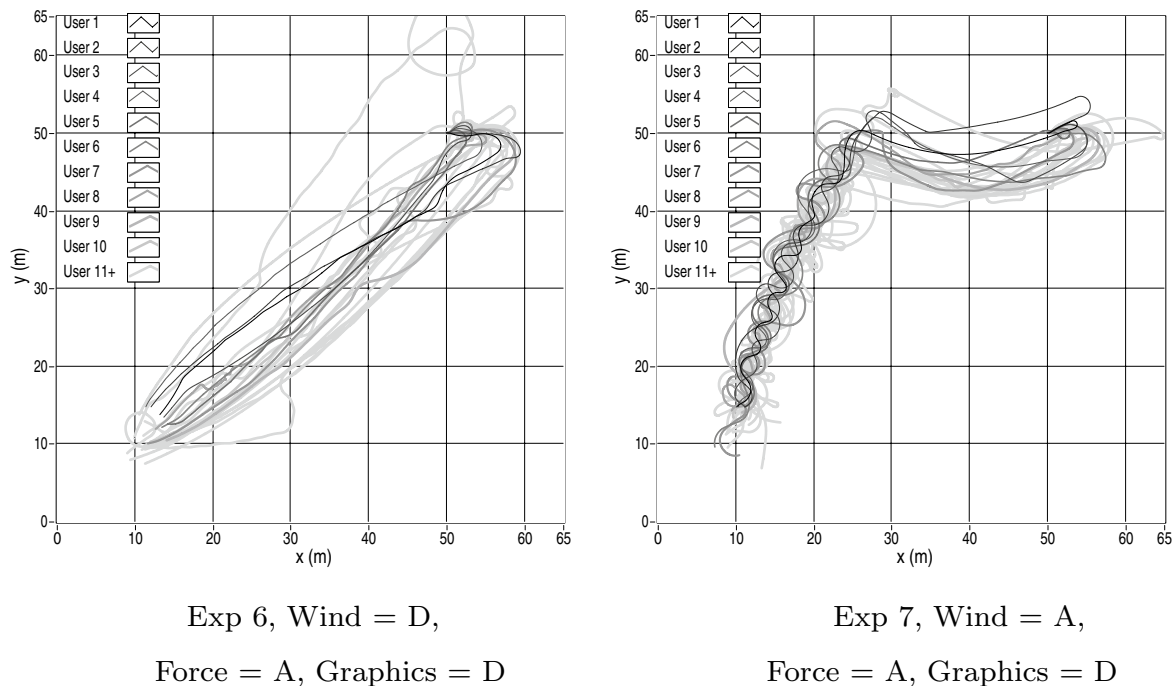 65
60
50
40
30
20
10
0
y (m)
User 1
User 2
User 3
User 4
User 5
User 6
User 7
User 8
User 9
User 10
User 11+
0 10 20 30 40 50 60 65
x (m)
Exp 6, Wind = D,
Force = A, Graphics = D
65
60
50
40
30
20
10
0
y (m)
User 1
User 2
User 3
User 4
User 5
User 6
User 7
User 8
User 9
User 10
User 11+
0 10 20 30 40 50 60 65
x (m)
Exp 7, Wind = A,
Force = A, Graphics = D